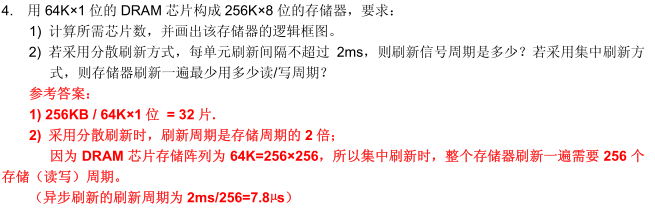 4. 用 64K×1 位的 DRAM 芯片构成 256K×8 位的存储器，要求：
1) 计算所需芯片数，并画出该存储器的逻辑框图。
2) 若采用分散刷新方式，每单元刷新间隔不超过 2ms，则刷新信号周期是多少？若采用集中刷新方
式，则存储器刷新一遍最少用多少读/写周期？
参考答案：
1) 256KB / 64K×1 位 = 32 片.
2) 采用分散刷新时，刷新周期是存储周期的 2 倍；
因为 DRAM 芯片存储阵列为 64K=256×256，所以集中刷新时，整个存储器刷新一遍需要 256 个
存储（读写）周期。
（异步刷新的刷新周期为 2ms/256=7.8μs）